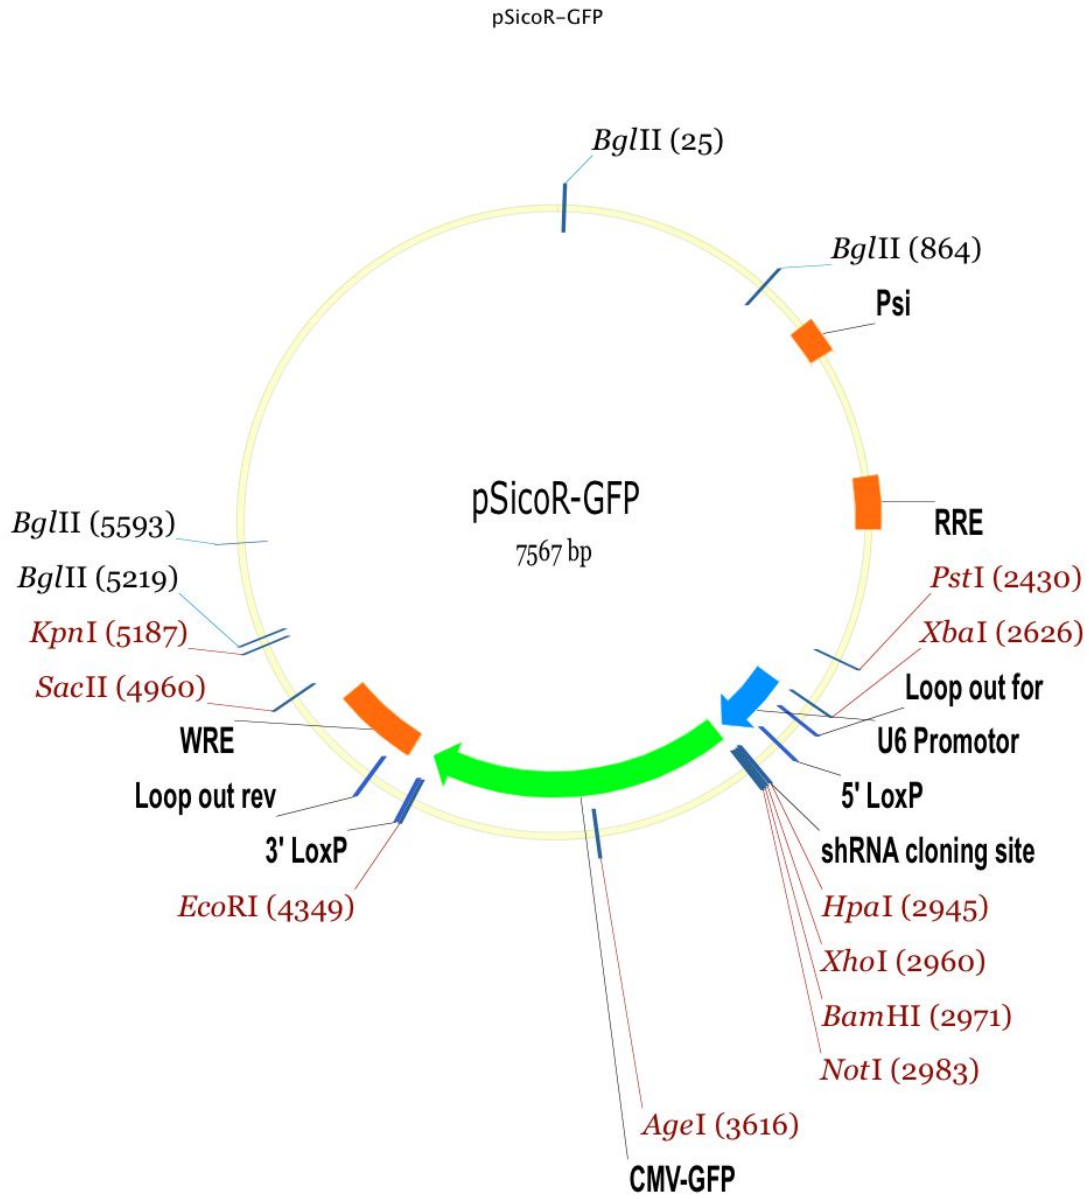 pSicoR-GFP
BglII (25)
BglII (864)
Psi
pSicoR-GFP
7567 bp
RRE
BglII (5593)
BglII (5219)
KpnI (5187)
SacII (4960)
WRE
Loop out rev
3' LoxP
EcoRI (4349)
PstI (2430)
XbaI (2626)
Loop out for
U6 Promotor
5' LoxP
shRNA cloning site
HpaI (2945)
XhoI (2960)
BamHI (2971)
NotI (2983)
AgeI (3616)
CMV-GFP